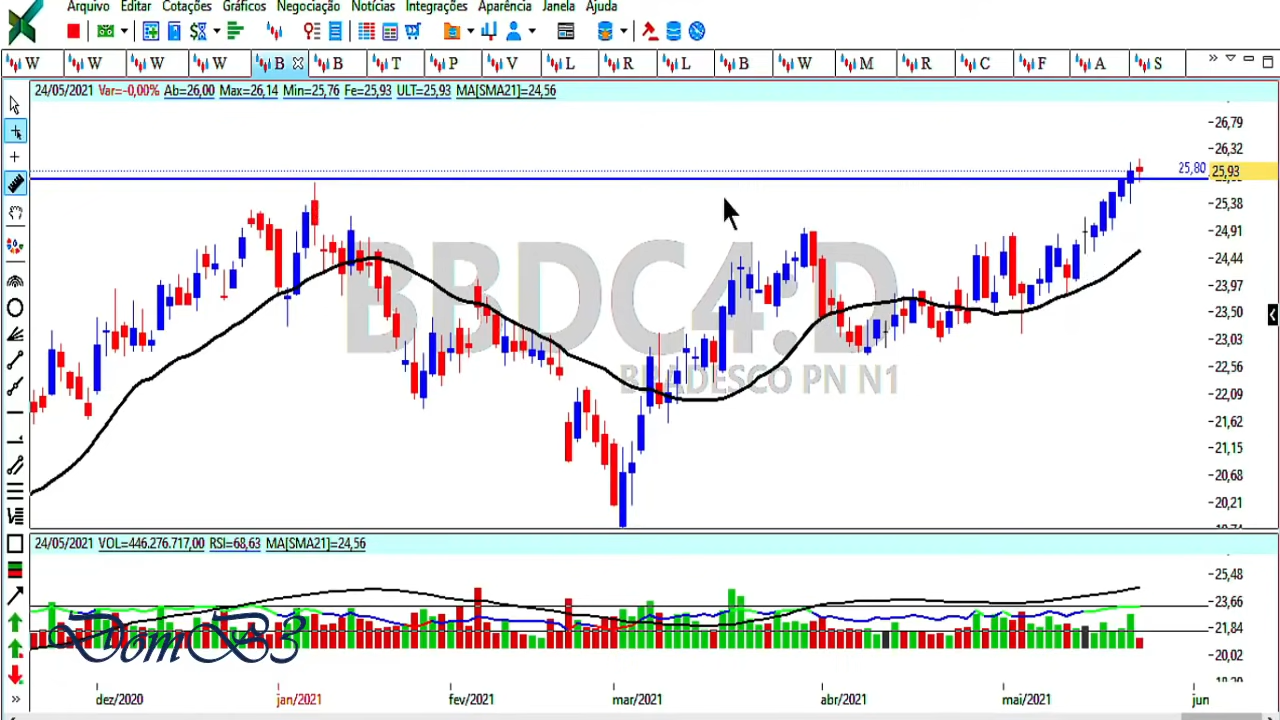 Arquivo Editar Cotações Gráficos Negociação Notícias Integrações Aparência Janela Ajuda
W W W W B B T P V L R L B W M R C F A S
24/05/2021 Var=-0,00% Ab=26,00 Max=26,14 Min=25,76 Fe=25,93 ULT=25,93 MA[SMA21]=24,56
26,79
26,32
25,80 25,93
25,38
24,91
24,44
23,97
23,50
23,03
22,56
22,09
21,62
21,15
20,68
20,21
BBDC4:D
BRADESCO PN N1
24/05/2021 VOL=446.276.717,00 RSI=68,63 MA[SMA21]=24,56
25,48
23,66
21,84
20,02
DomB3
dez/2020 jan/2021 fev/2021 mar/2021 abr/2021 mai/2021 jun